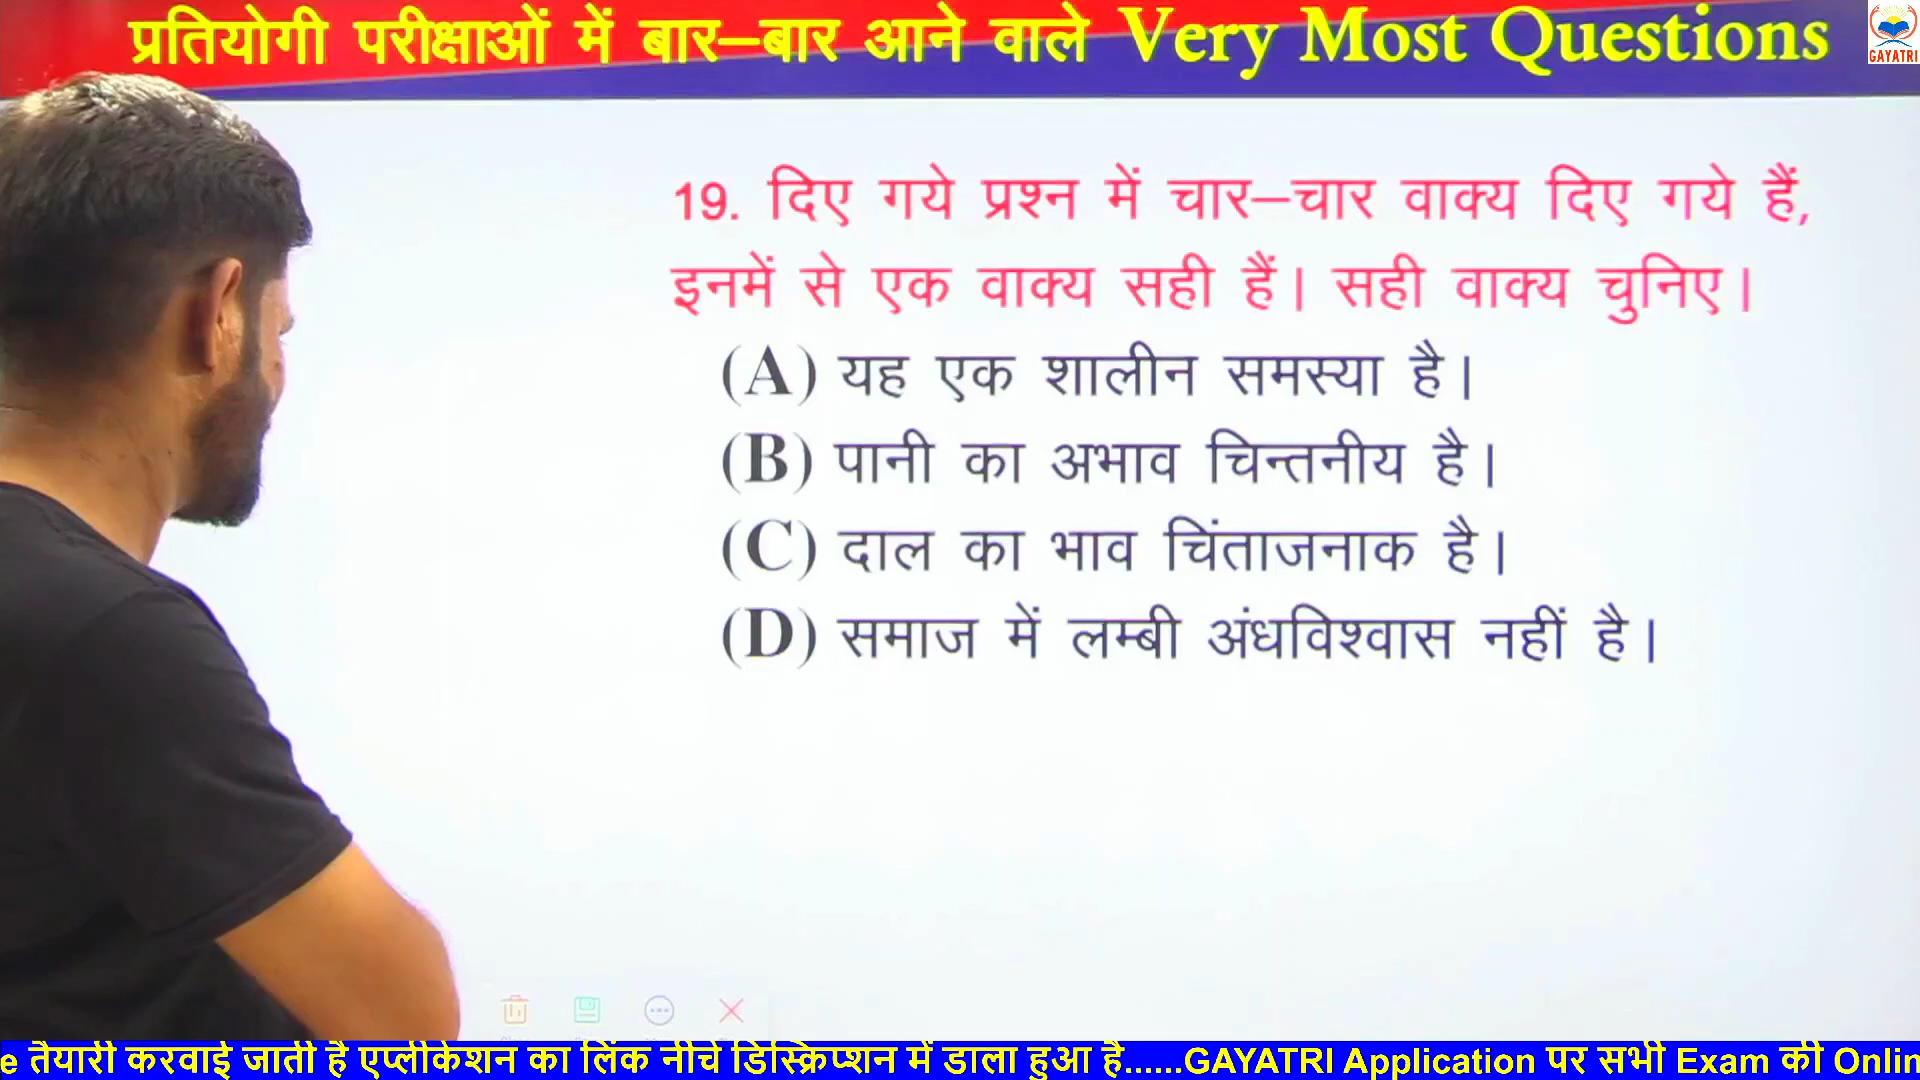 प्रतियोगी परीक्षाओं में बार–बार आने वाले Very Most Questions
GAYATRI
19. दिए गये प्रश्न में चार–चार वाक्य दिए गये हैं,
इनमें से एक वाक्य सही हैं। सही वाक्य चुनिए।
(A) यह एक शालीन समस्या है।
(B) पानी का अभाव चिन्तनीय है।
(C) दाल का भाव चिंताजनाक है।
(D) समाज में लम्बी अंधविश्वास नहीं है।
e तैयारी करवाई जाती है एप्लीकेशन का लिंक नीचे डिस्क्रिप्शन में डाला हुआ है......GAYATRI Application पर सभी Exam की Onlin